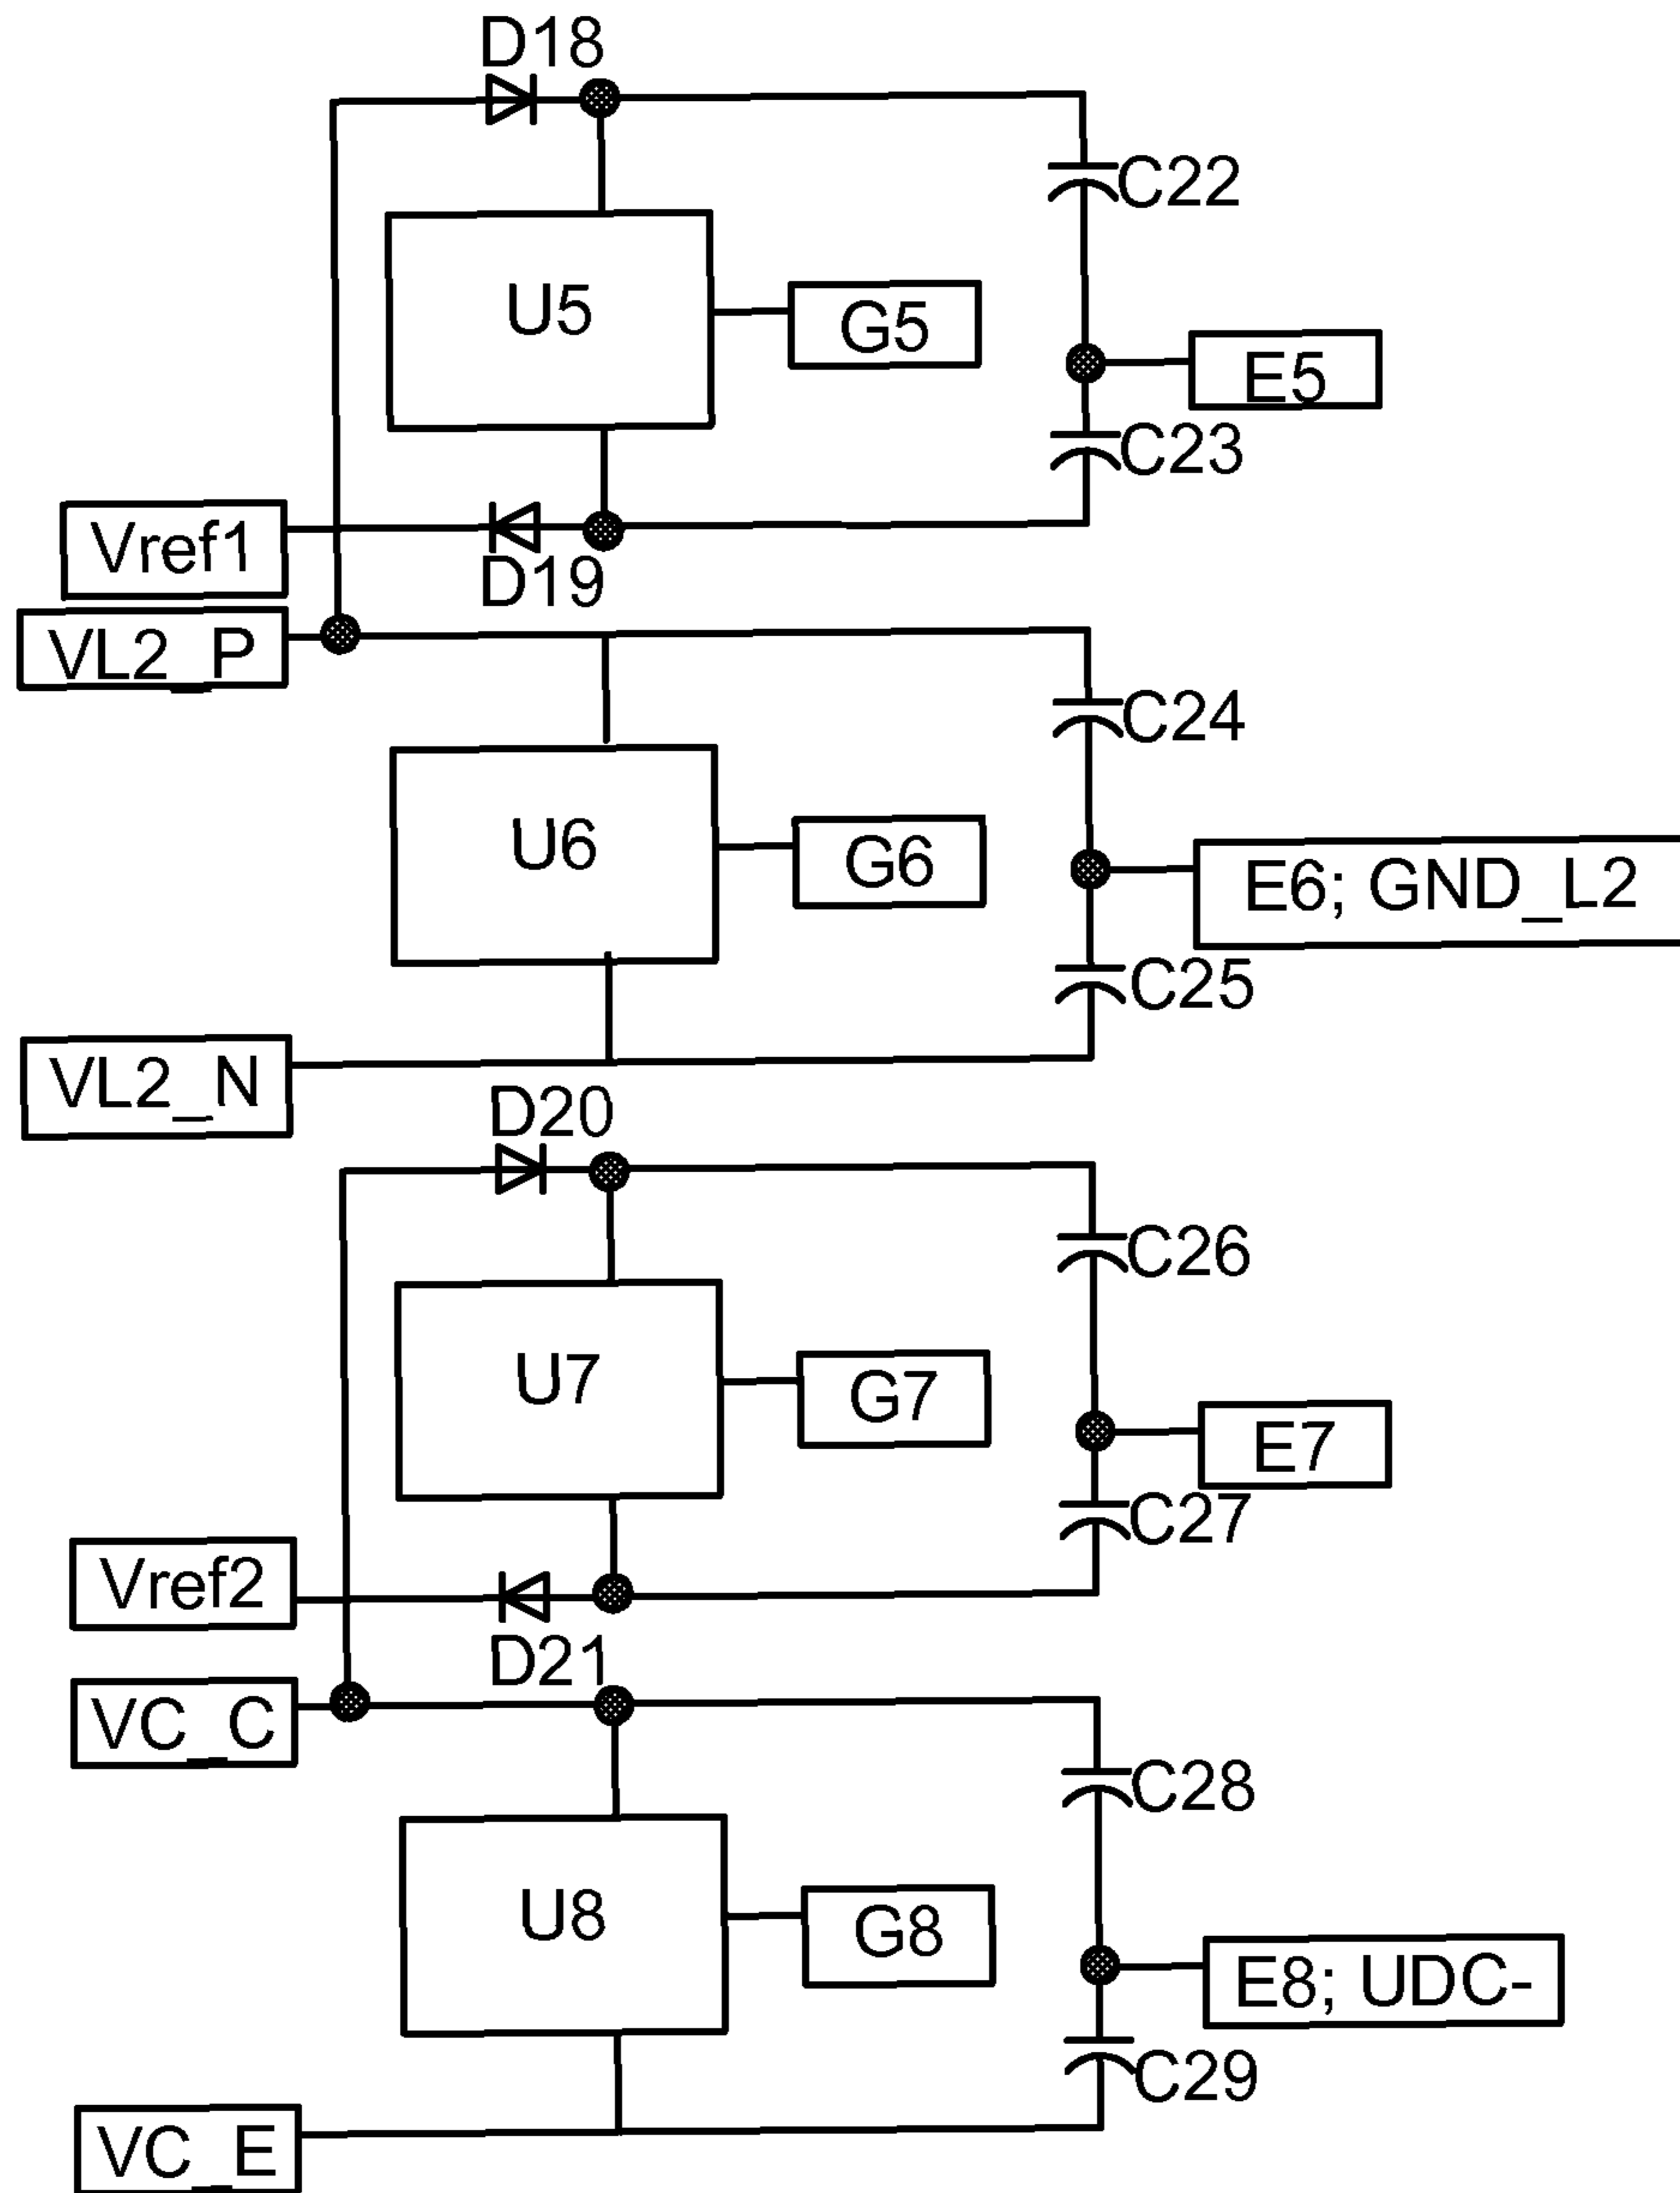 D18
C22
U5
G5
E5
C23
Vref1
D19
VL2_P
C24
U6
G6
E6; GND_L2
C25
VL2_N
D20
C26
U7
G7
E7
C27
Vref2
D21
VC_C
C28
U8
G8
E8; UDC-
C29
VC_E